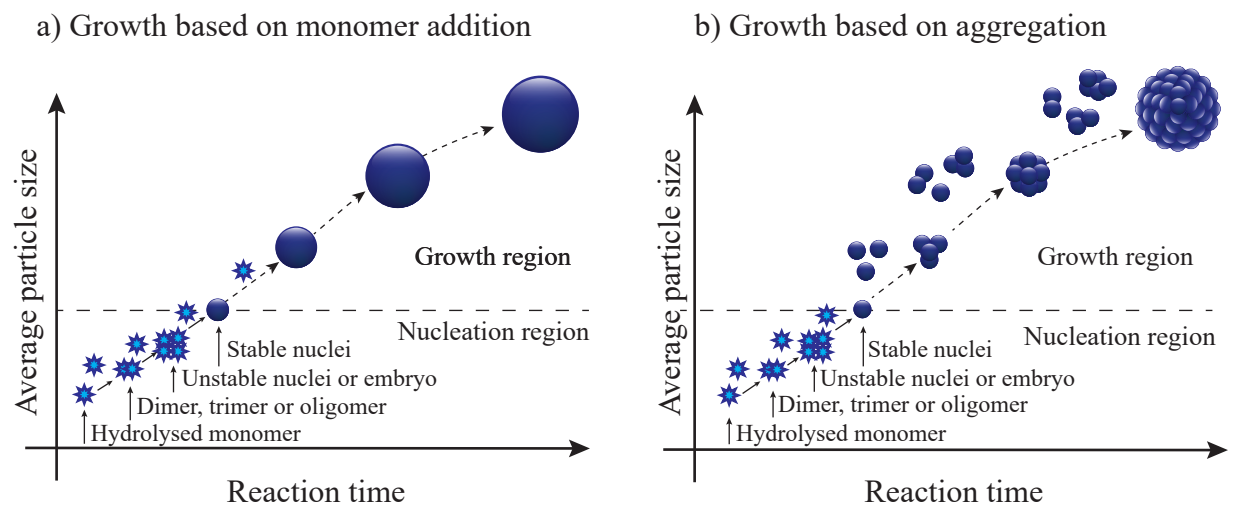 a) Growth based on monomer addition
Average particle size
Growth region
Nucleation region
Stable nuclei
Unstable nuclei or embryo
Dimer, trimer or oligomer
Hydrolysed monomer
Reaction time
b) Growth based on aggregation
Average particle size
Growth region
Nucleation region
Stable nuclei
Unstable nuclei or embryo
Dimer, trimer or oligomer
Hydrolysed monomer
Reaction time